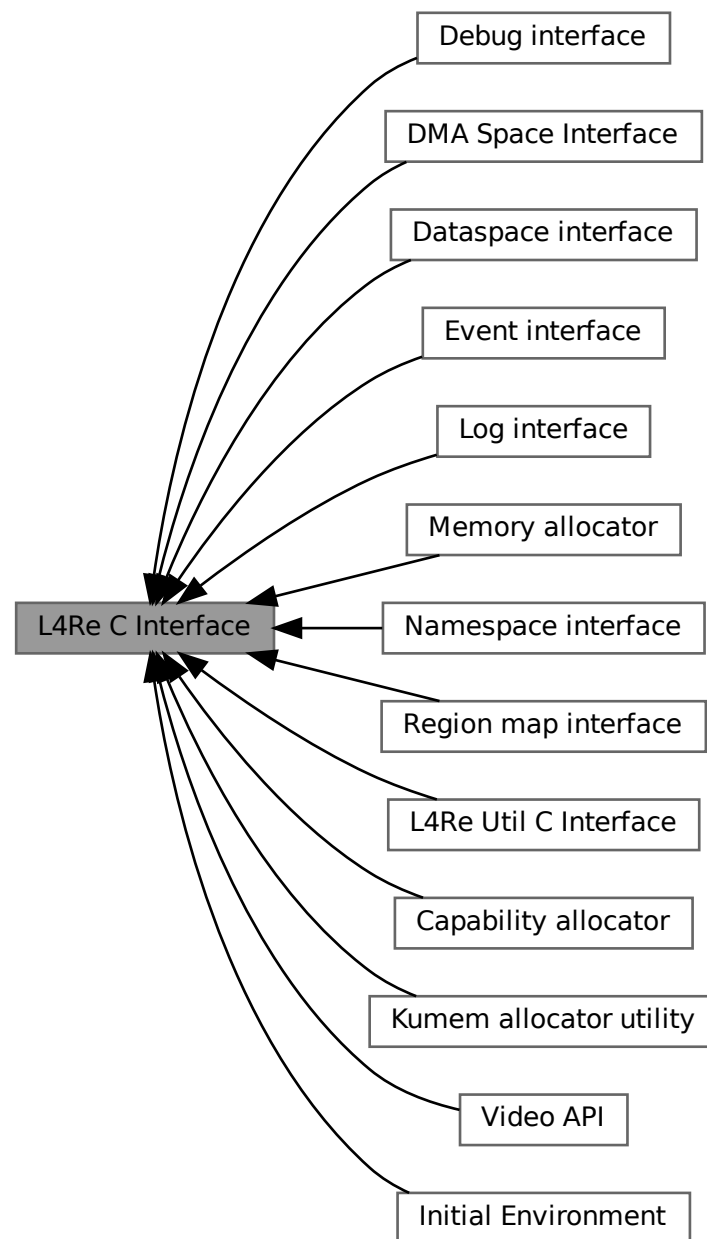 Debug interface
DMA Space Interface
Dataspace interface
Event interface
Log interface
Memory allocator
L4Re C Interface
Namespace interface
Region map interface
L4Re Util C Interface
Capability allocator
Kumem allocator utility
Video API
Initial Environment